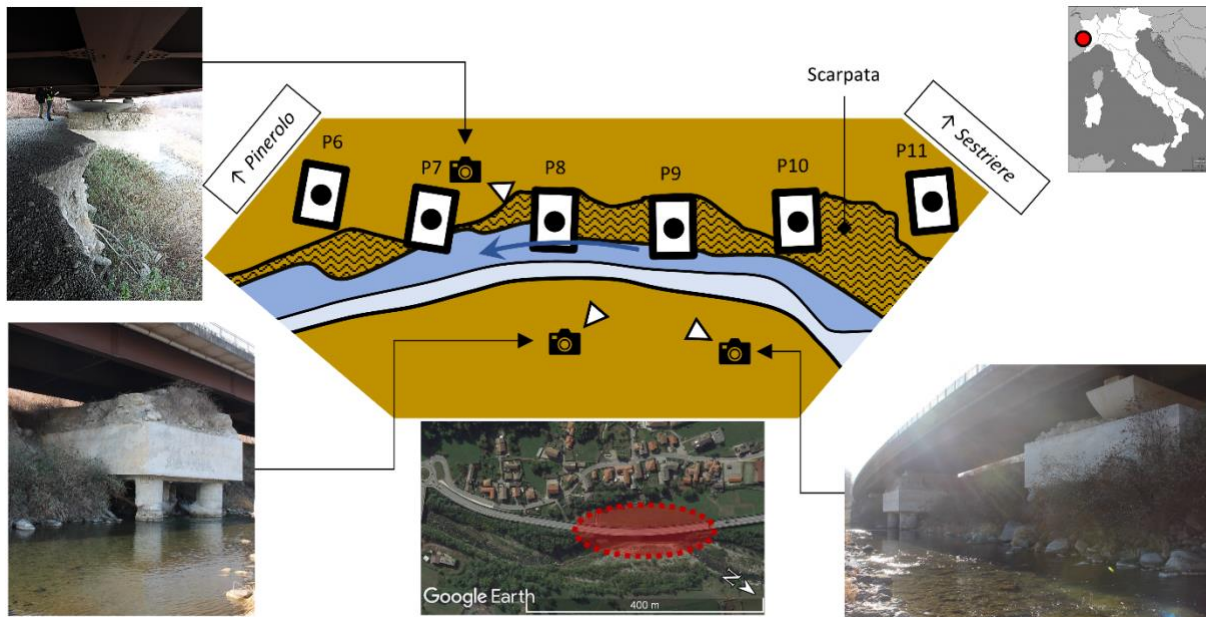 Scarpata
↑ Pinerolo
↑ Sestriere
P6
P7
P8
P9
P10
P11
Google Earth
400 m
N